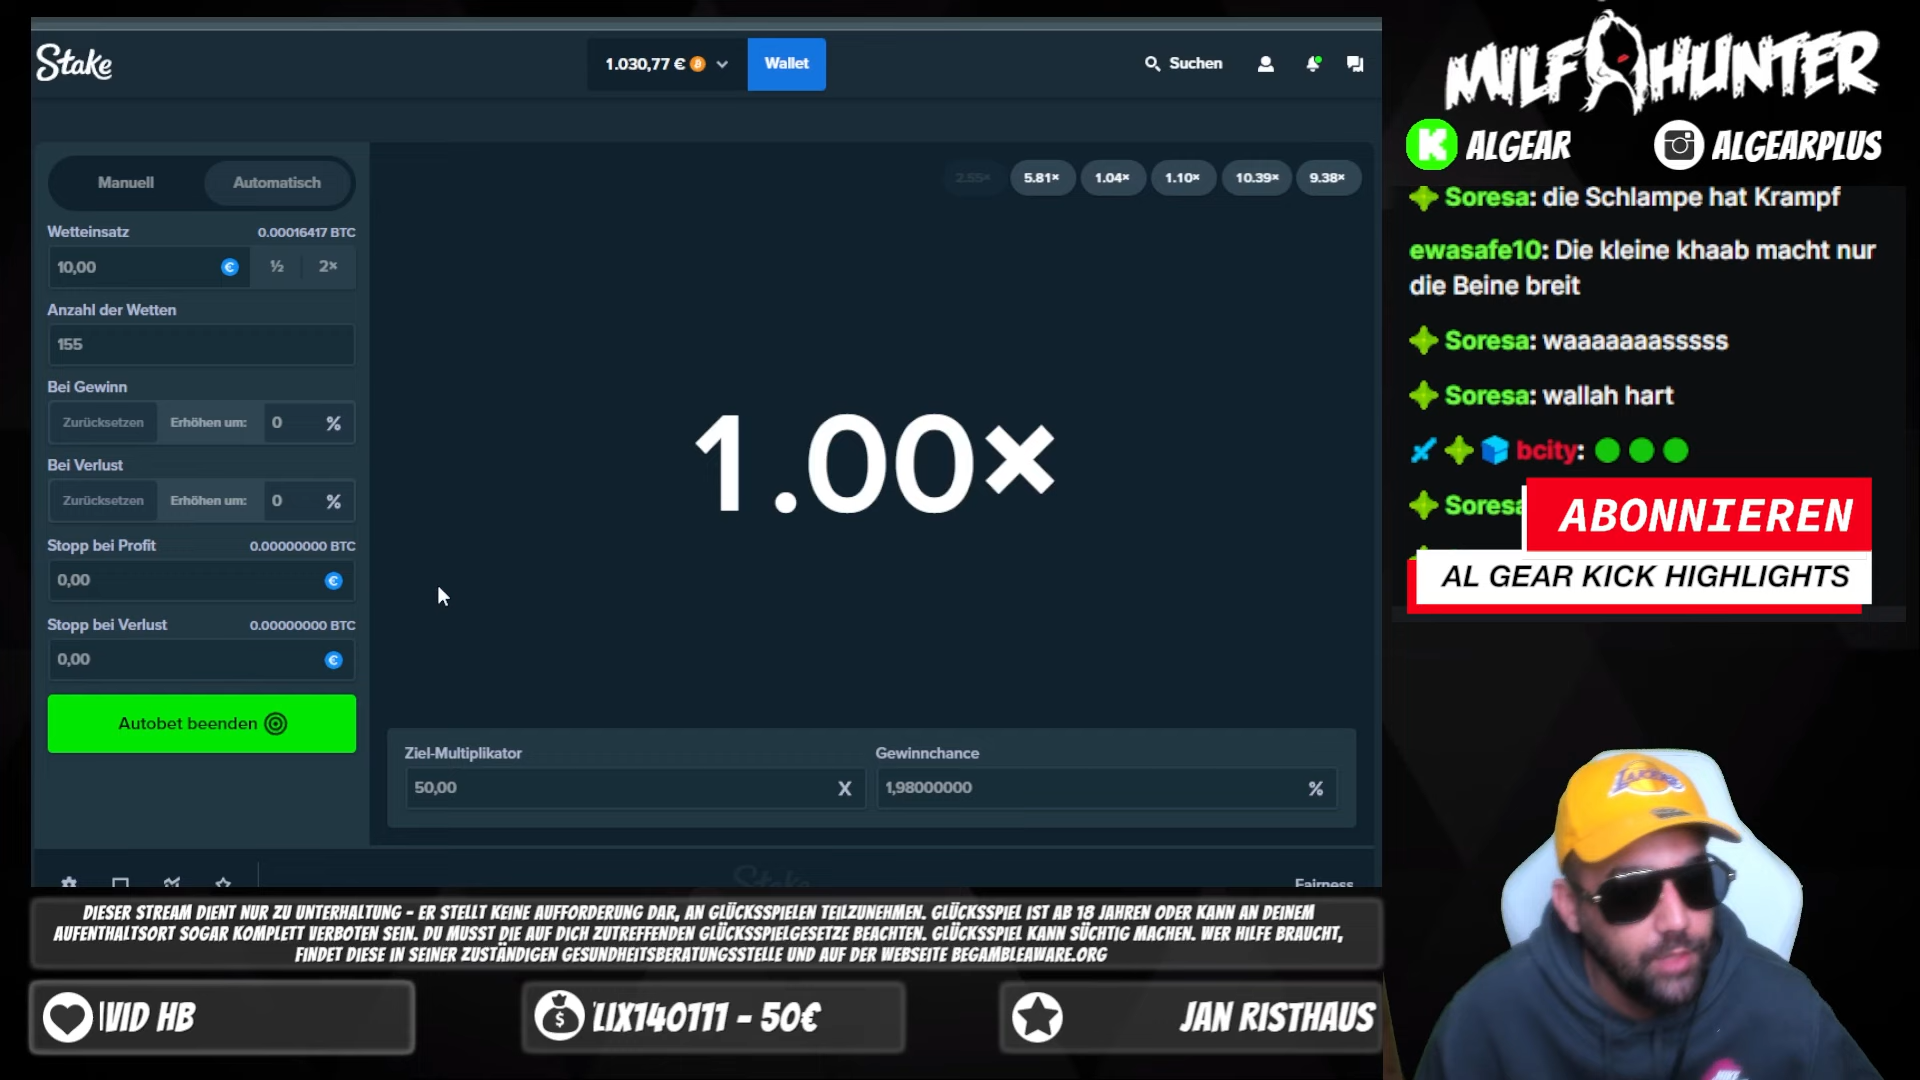 Stake
1.030,77 €
Wallet
Suchen
Manuell
Automatisch
2.55×
5.81×
1.04×
1.10×
10.39×
9.38×
Wetteinsatz
0.00016417 BTC
10,00
½
2×
Anzahl der Wetten
155
Bei Gewinn
Zurücksetzen
Erhöhen um:
0
%
Bei Verlust
Zurücksetzen
Erhöhen um:
0
%
Stopp bei Profit
0.00000000 BTC
0,00
Stopp bei Verlust
0.00000000 BTC
0,00
Autobet beenden
1.00×
Ziel-Multiplikator
50,00
X
Gewinnchance
1,98000000
%
Stake
Fairness
MILF HUNTER
K ALGEAR
ALGEARPLUS
Soresa: die Schlampe hat Krampf
ewasafe10: Die kleine khaab macht nur
die Beine breit
Soresa: waaaaaaasssss
Soresa: wallah hart
bcity:
Soresa
ABONNIEREN
AL GEAR KICK HIGHLIGHTS
LAKERS
DIESER STREAM DIENT NUR ZU UNTERHALTUNG - ER STELLT KEINE AUFFORDERUNG DAR, AN GLÜCKSSPIELEN TEILZUNEHMEN. GLÜCKSSPIEL IST AB 18 JAHREN ODER KANN AN DEINEM
AUFENTHALTSORT SOGAR KOMPLETT VERBOTEN SEIN. DU MUSST DIE AUF DICH ZUTREFFENDEN GLÜCKSSPIELGESETZE BEACHTEN. GLÜCKSSPIEL KANN SÜCHTIG MACHEN. WER HILFE BRAUCHT,
FINDET DIESE IN SEINER ZUSTÄNDIGEN GESUNDHEITSBERATUNGSSTELLE UND AUF DER WEBSEITE BEGAMBLEAWARE.ORG
VID HB
LIX140111 - 50€
JAN RISTHAUS